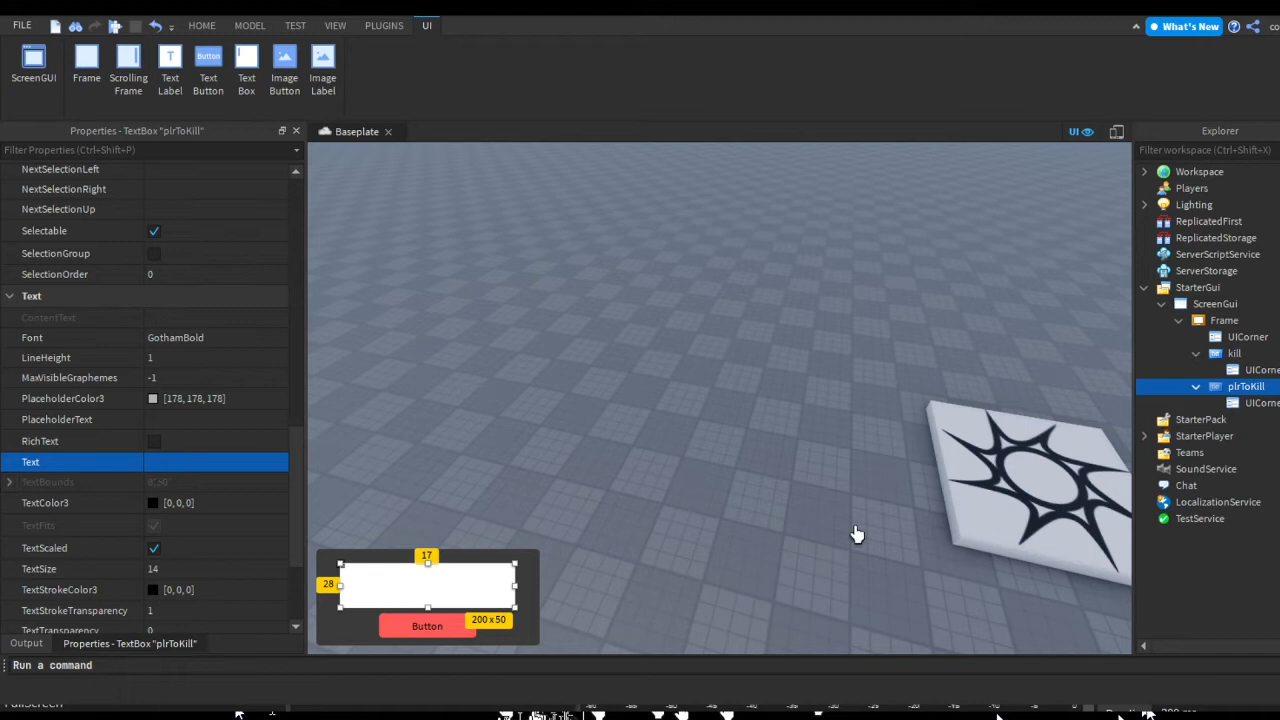 FILE HOME MODEL TEST VIEW PLUGINS UI What's New co
ScreenGUI Frame Scrolling Frame Text Label Button Text Button Text Box Image Button Image Label
Properties - TextBox "plrToKill" Baseplate UI Explorer
Filter Properties (Ctrl+Shift+P) Filter workspace (Ctrl+Shift+X)
NextSelectionLeft
NextSelectionRight
NextSelectionUp
Selectable
SelectionGroup
SelectionOrder 0
Text
ContentText
Font GothamBold
LineHeight 1
MaxVisibleGraphemes -1
PlaceholderColor3 [178, 178, 178]
PlaceholderText
RichText
Text
TextBounds
TextColor3 [0, 0, 0]
TextFits
TextScaled
TextSize 14
TextStrokeColor3 [0, 0, 0]
TextStrokeTransparency 1
TextTransparency 0
Output Properties - TextBox "plrToKill"
Run a command
17
28
200 x 50
Button
Workspace
Players
Lighting
ReplicatedFirst
ReplicatedStorage
ServerScriptService
ServerStorage
StarterGui
ScreenGui
Frame
UICorner
kill
UICorne
plrToKill
UICorne
StarterPack
StarterPlayer
Teams
SoundService
Chat
LocalizationService
TestService